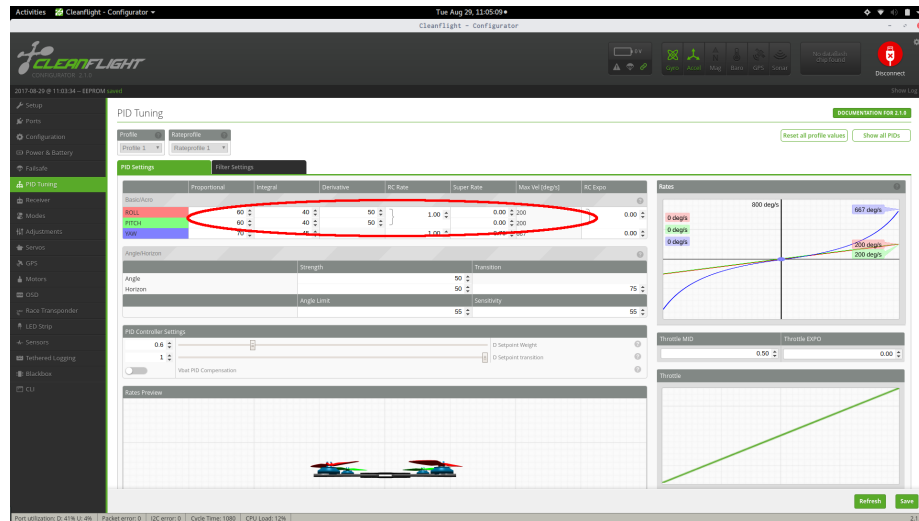 Activities Cleanflight - Configurator Tue Aug 29, 11:05:09
Cleanflight - Configurator
CLEANFLIGHT
CONFIGURATOR 2.1.0
0 V
Gyro Accel Mag Baro GPS Sonar
No dataflash
chip found
Disconnect
2017-08-29 @ 11:03:34 -- EEPROM saved Show Log
Setup
Ports
Configuration
Power & Battery
Failsafe
PID Tuning
Receiver
Modes
Adjustments
Servos
GPS
Motors
OSD
Race Transponder
LED Strip
Sensors
Tethered Logging
Blackbox
CLI
PID Tuning
DOCUMENTATION FOR 2.1.0
Profile Rateprofile
Profile 1 Rateprofile 1
Reset all profile values Show all PIDs
PID Settings Filter Settings
Proportional Integral Derivative RC Rate Super Rate Max Vel [deg/s] RC Expo
Basic/Acro
ROLL 60 40 50 1.00 0.00 200 0.00
PITCH 60 40 50 0.00 200
YAW 70 45 1.00 0.70 667 0.00
Angle/Horizon
Strength Transition
Angle 50
Horizon 50 75
Angle Limit Sensitivity
55 55
PID Controller Settings
0.6 D Setpoint Weight
1 D Setpoint transition
Vbat PID Compensation
Rates Preview
Rates
800 deg/s
667 deg/s
0 deg/s
0 deg/s
0 deg/s
200 deg/s
200 deg/s
Throttle MID Throttle EXPO
0.50 0.00
Throttle
Refresh Save
Port utilization: D: 41% U: 4% Packet error: 0 I2C error: 0 Cycle Time: 1080 CPU Load: 12%